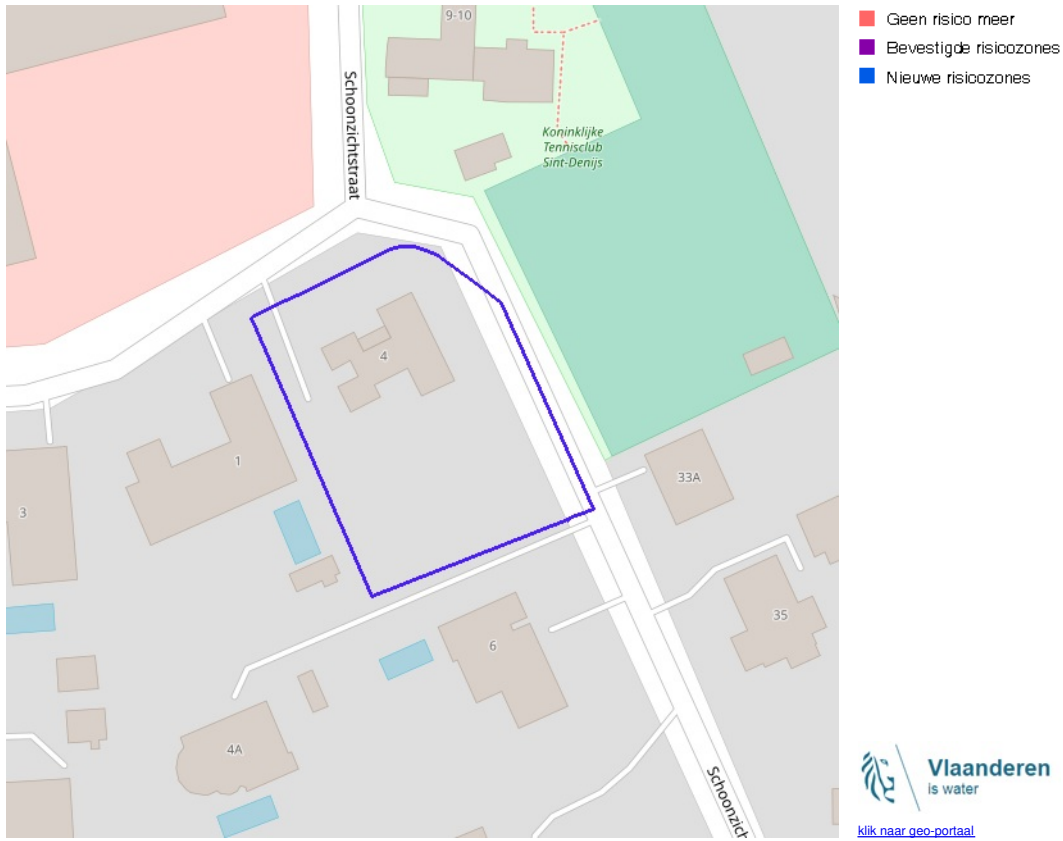 9-10
Schoonzichtstraat
Koninklijke
Tennisclub
Sint-Denijs
4
1
3
33A
35
6
4A
Schoonzich
Geen risico meer
Bevestigde risicozones
Nieuwe risicozones
Vlaanderen
is water
klik naar geo-portaal